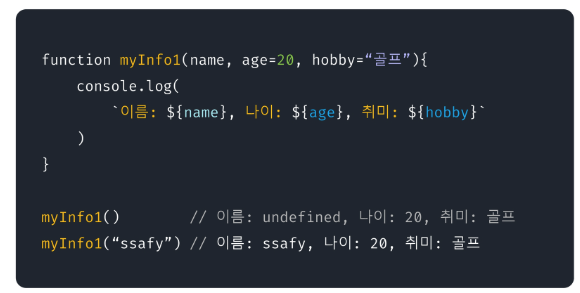 function myInfo1(name, age=20, hobby=“골프”){
    console.log(
        `이름: ${name}, 나이: ${age}, 취미: ${hobby}`
    )
}

myInfo1()        // 이름: undefined, 나이: 20, 취미: 골프
myInfo1(“ssafy”) // 이름: ssafy, 나이: 20, 취미: 골프